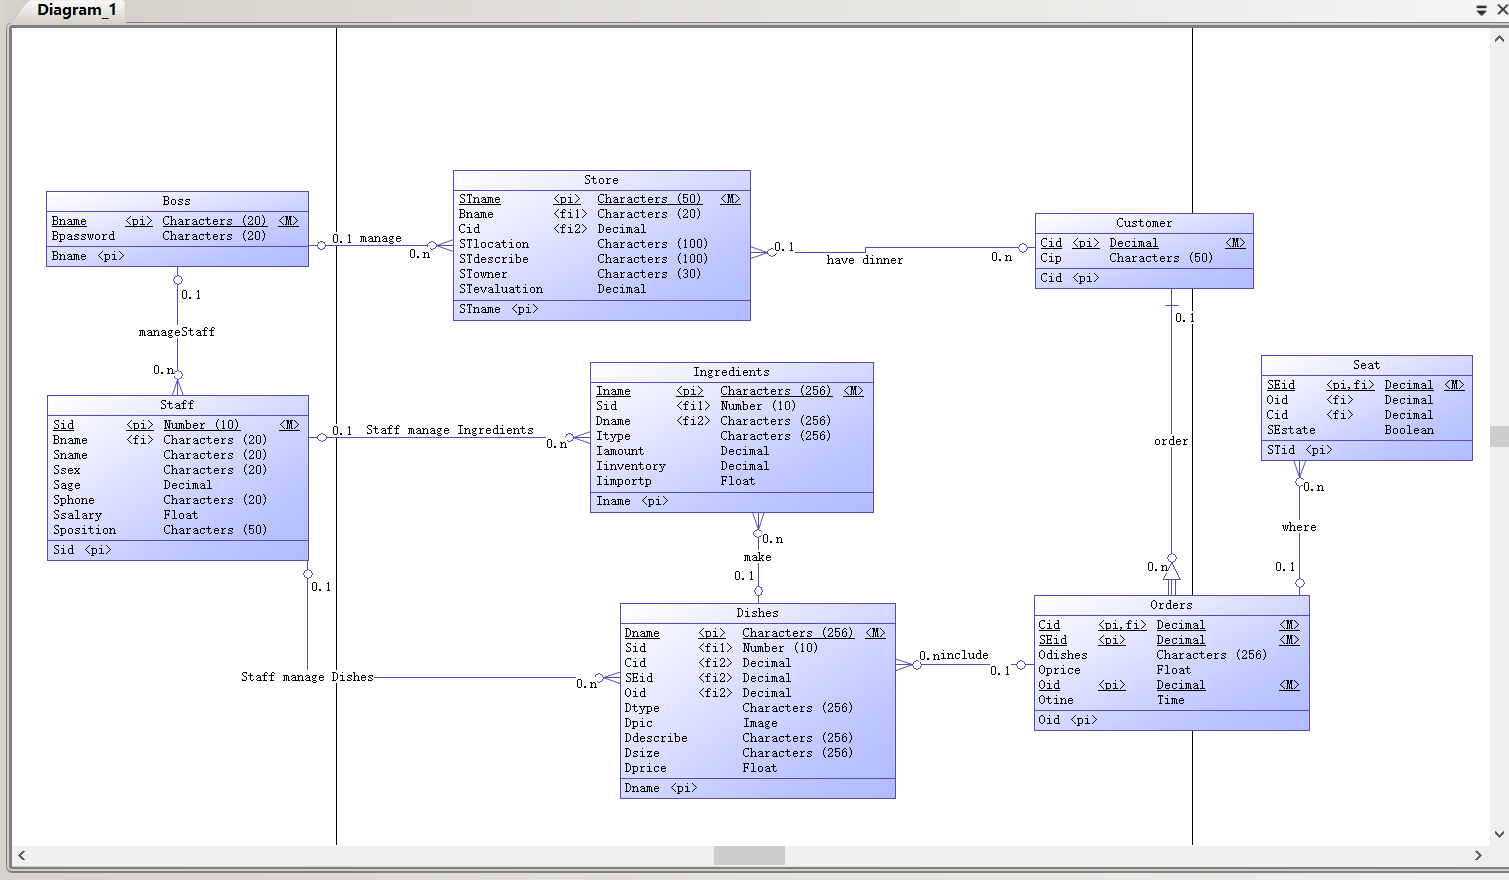 Diagram_1
Boss
Bname <pi> Characters (20) <M>
Bpassword Characters (20)
Bname <pi>
0.1
manage
0.n
Store
STname <pi> Characters (50) <M>
Bname <fi1> Characters (20)
Cid <fi2> Decimal
STlocation Characters (100)
STdescribe Characters (100)
STowner Characters (30)
STevaluation Decimal
STname <pi>
0.1
have dinner
0.n
Customer
Cid <pi> Decimal <M>
Cip Characters (50)
Cid <pi>
0.1
manageStaff
0.n
0.1
order
0.n
Staff
Sid <pi> Number (10) <M>
Bname <fi> Characters (20)
Sname Characters (20)
Ssex Characters (20)
Sage Decimal
Sphone Characters (20)
Ssalary Float
Sposition Characters (50)
Sid <pi>
0.1
Staff manage Ingredients
0.n
Ingredients
Iname <pi> Characters (256) <M>
Sid <fi1> Number (10)
Dname <fi2> Characters (256)
Itype Characters (256)
Iamount Decimal
Iinventory Decimal
Iimportp Float
Iname <pi>
Seat
SEid <pi,fi> Decimal <M>
Oid <fi> Decimal
Cid <fi> Decimal
SEstate Boolean
STid <pi>
0.n
where
0.1
0.n
make
0.1
0.1
Staff manage Dishes
0.n
Dishes
Dname <pi> Characters (256) <M>
Sid <fi1> Number (10)
Cid <fi2> Decimal
SEid <fi2> Decimal
Oid <fi2> Decimal
Dtype Characters (256)
Dpic Image
Ddescribe Characters (256)
Dsize Characters (256)
Dprice Float
Dname <pi>
0.n
include
0.1
Orders
Cid <pi,fi> Decimal <M>
SEid <pi> Decimal <M>
Odishes Characters (256)
Oprice Float
Oid <pi> Decimal <M>
Otine Time
Oid <pi>